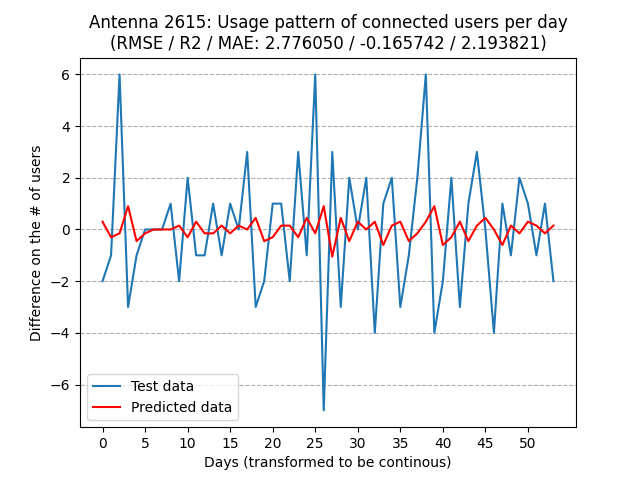 Antenna 2615: Usage pattern of connected users per day
(RMSE / R2 / MAE: 2.776050 / -0.165742 / 2.193821)
Difference on the # of users
6
4
2
0
−2
−4
−6
Test data
Predicted data
0 5 10 15 20 25 30 35 40 45 50
Days (transformed to be continous)